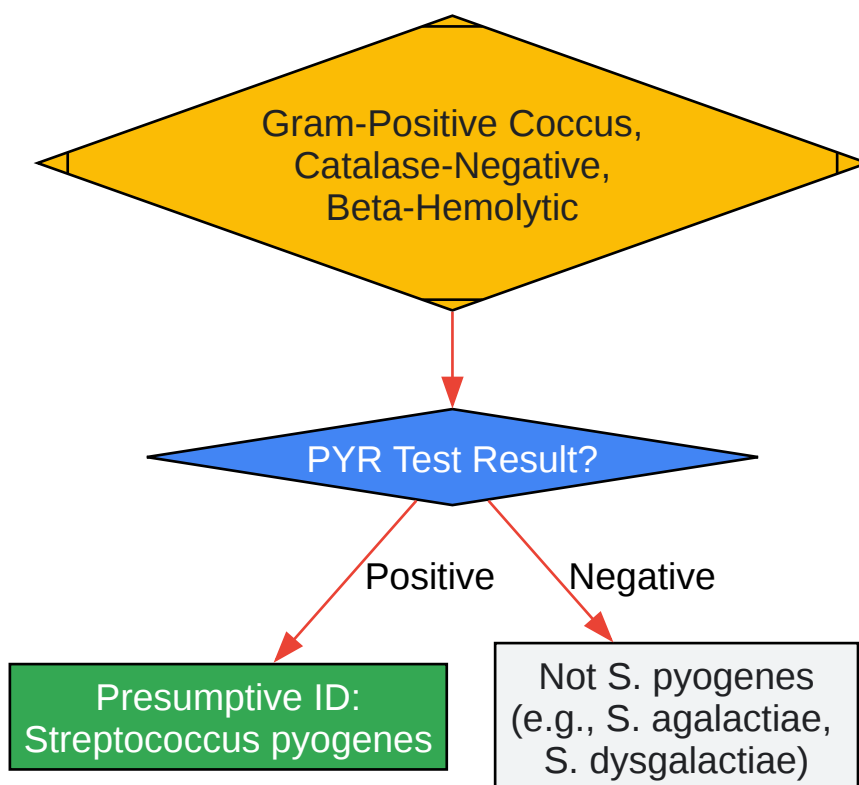 Gram-Positive Coccus,
Catalase-Negative,
Beta-Hemolytic
PYR Test Result?
Positive
Negative
Presumptive ID:
Streptococcus pyogenes
Not S. pyogenes
(e.g., S. agalactiae,
S. dysgalactiae)